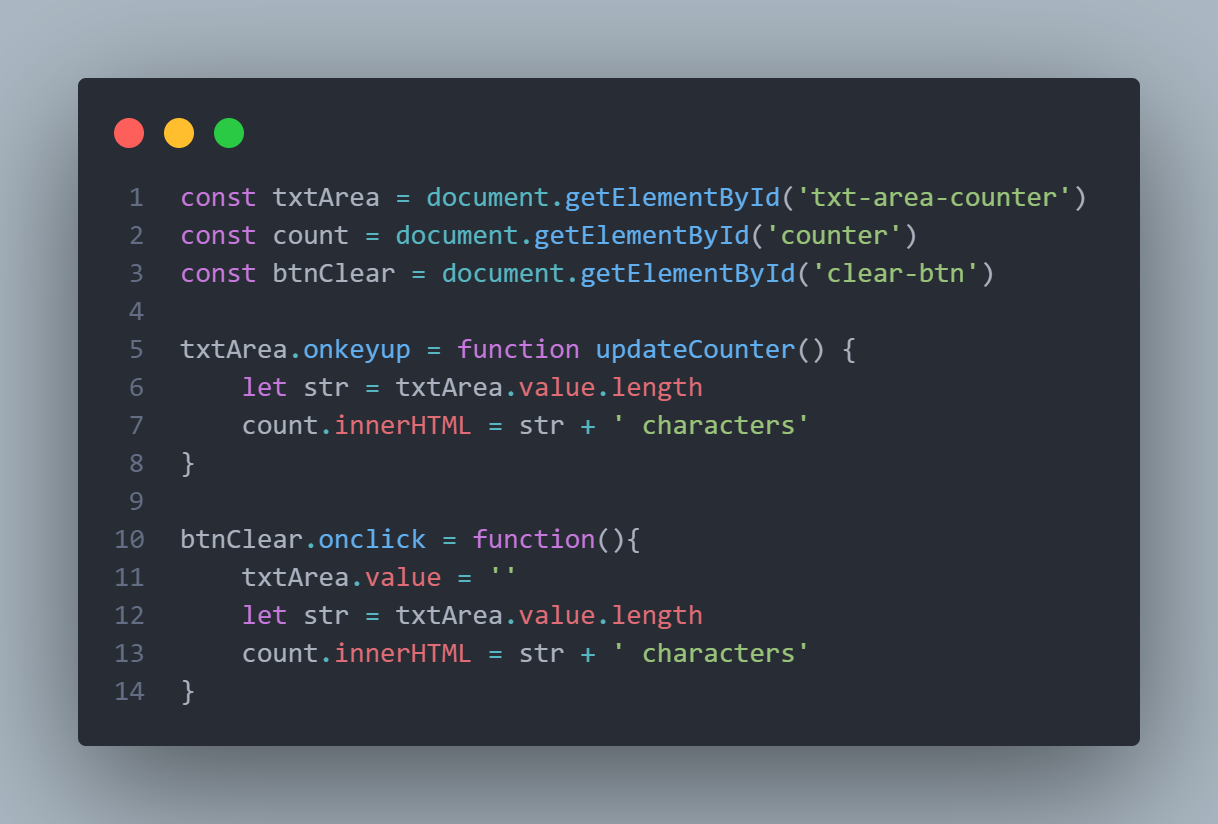 1 const txtArea = document.getElementById('txt-area-counter')
2 const count = document.getElementById('counter')
3 const btnClear = document.getElementById('clear-btn')
4
5 txtArea.onkeyup = function updateCounter() {
6     let str = txtArea.value.length
7     count.innerHTML = str + ' characters'
8 }
9
10 btnClear.onclick = function(){
11     txtArea.value = ''
12     let str = txtArea.value.length
13     count.innerHTML = str + ' characters'
14 }